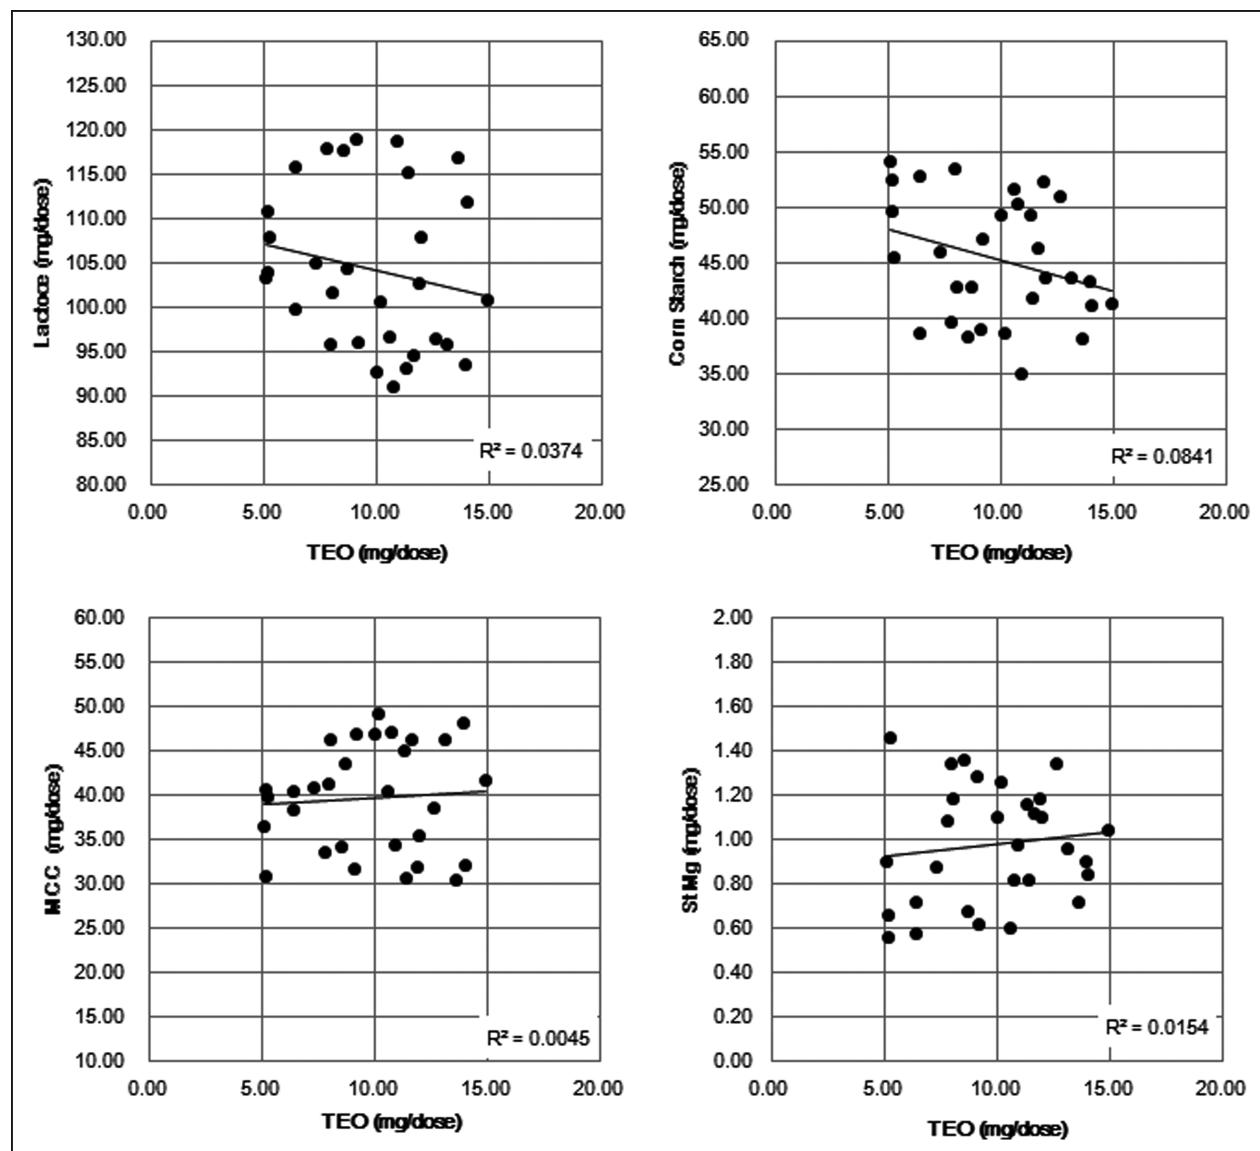 130.00
125.00
120.00
115.00
110.00
105.00
100.00
95.00
90.00
85.00
80.00
Lactoce (mg/dose)
R² = 0.0374
0.00 5.00 10.00 15.00 20.00
TEO (mg/dose)
65.00
60.00
55.00
50.00
45.00
40.00
35.00
30.00
25.00
Corn Starch (mg/dose)
R² = 0.0841
0.00 5.00 10.00 15.00 20.00
TEO (mg/dose)
60.00
55.00
50.00
45.00
40.00
35.00
30.00
25.00
20.00
15.00
10.00
MCC (mg/dose)
R² = 0.0045
0.00 5.00 10.00 15.00 20.00
TEO (mg/dose)
2.00
1.80
1.60
1.40
1.20
1.00
0.80
0.60
0.40
0.20
0.00
StMg (mg/dose)
R² = 0.0154
0.00 5.00 10.00 15.00 20.00
TEO (mg/dose)